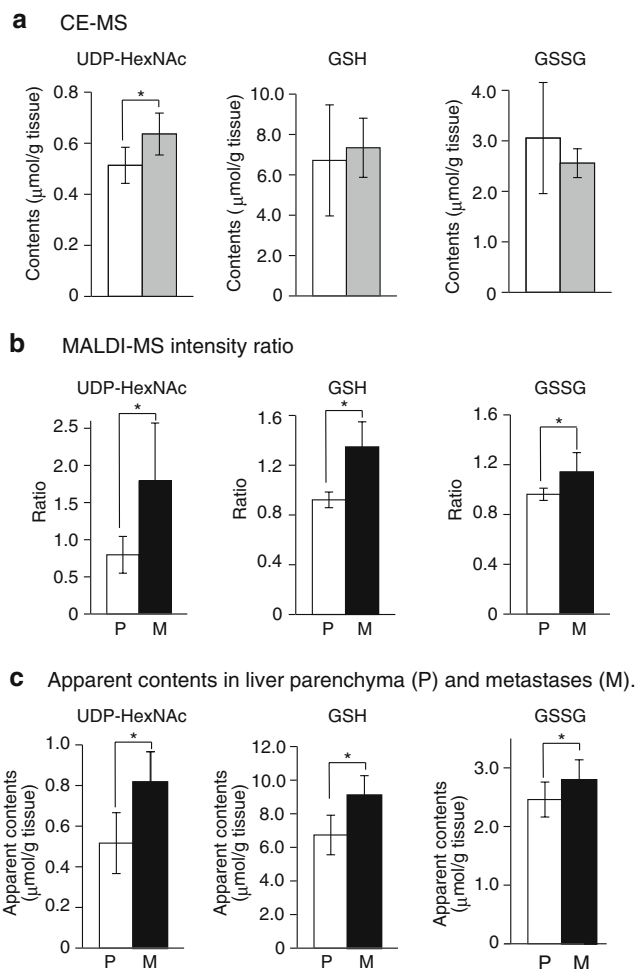 a CE-MS
UDP-HexNAc
GSH
GSSG
Contents (μmol/g tissue)
0.8
0.6
0.4
0.2
0
*
Contents ( μmol/g tissue)
10.0
8.0
6.0
4.0
2.0
0
Contents (μmol/g tissue)
4.0
3.0
2.0
1.0
0
b MALDI-MS intensity ratio
UDP-HexNAc
GSH
GSSG
Ratio
2.5
2.0
1.5
1.0
0.5
0
*
P M
Ratio
1.6
1.2
0.8
0.4
0
*
P M
Ratio
1.6
1.2
0.8
0.4
0
*
P M
c Apparent contents in liver parenchyma (P) and metastases (M).
UDP-HexNAc
GSH
GSSG
Apparent contents
(μmol/g tissue)
1.0
0.8
0.6
0.4
0.2
0
*
P M
Apparent contents
(μmol/g tissue)
12.0
10.0
8.0
6.0
4.0
2.0
0
*
P M
Apparent contents
(μmol/g tissue)
3.0
2.0
1.0
0
*
P M